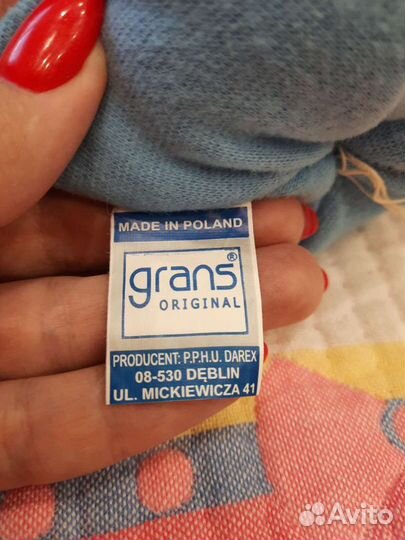 MADE IN POLAND
grans®
ORIGINAL
PRODUCENT: P.P.H.U. DAREX
08-530 DĘBLIN
UL. MICKIEWICZA 41
Avito